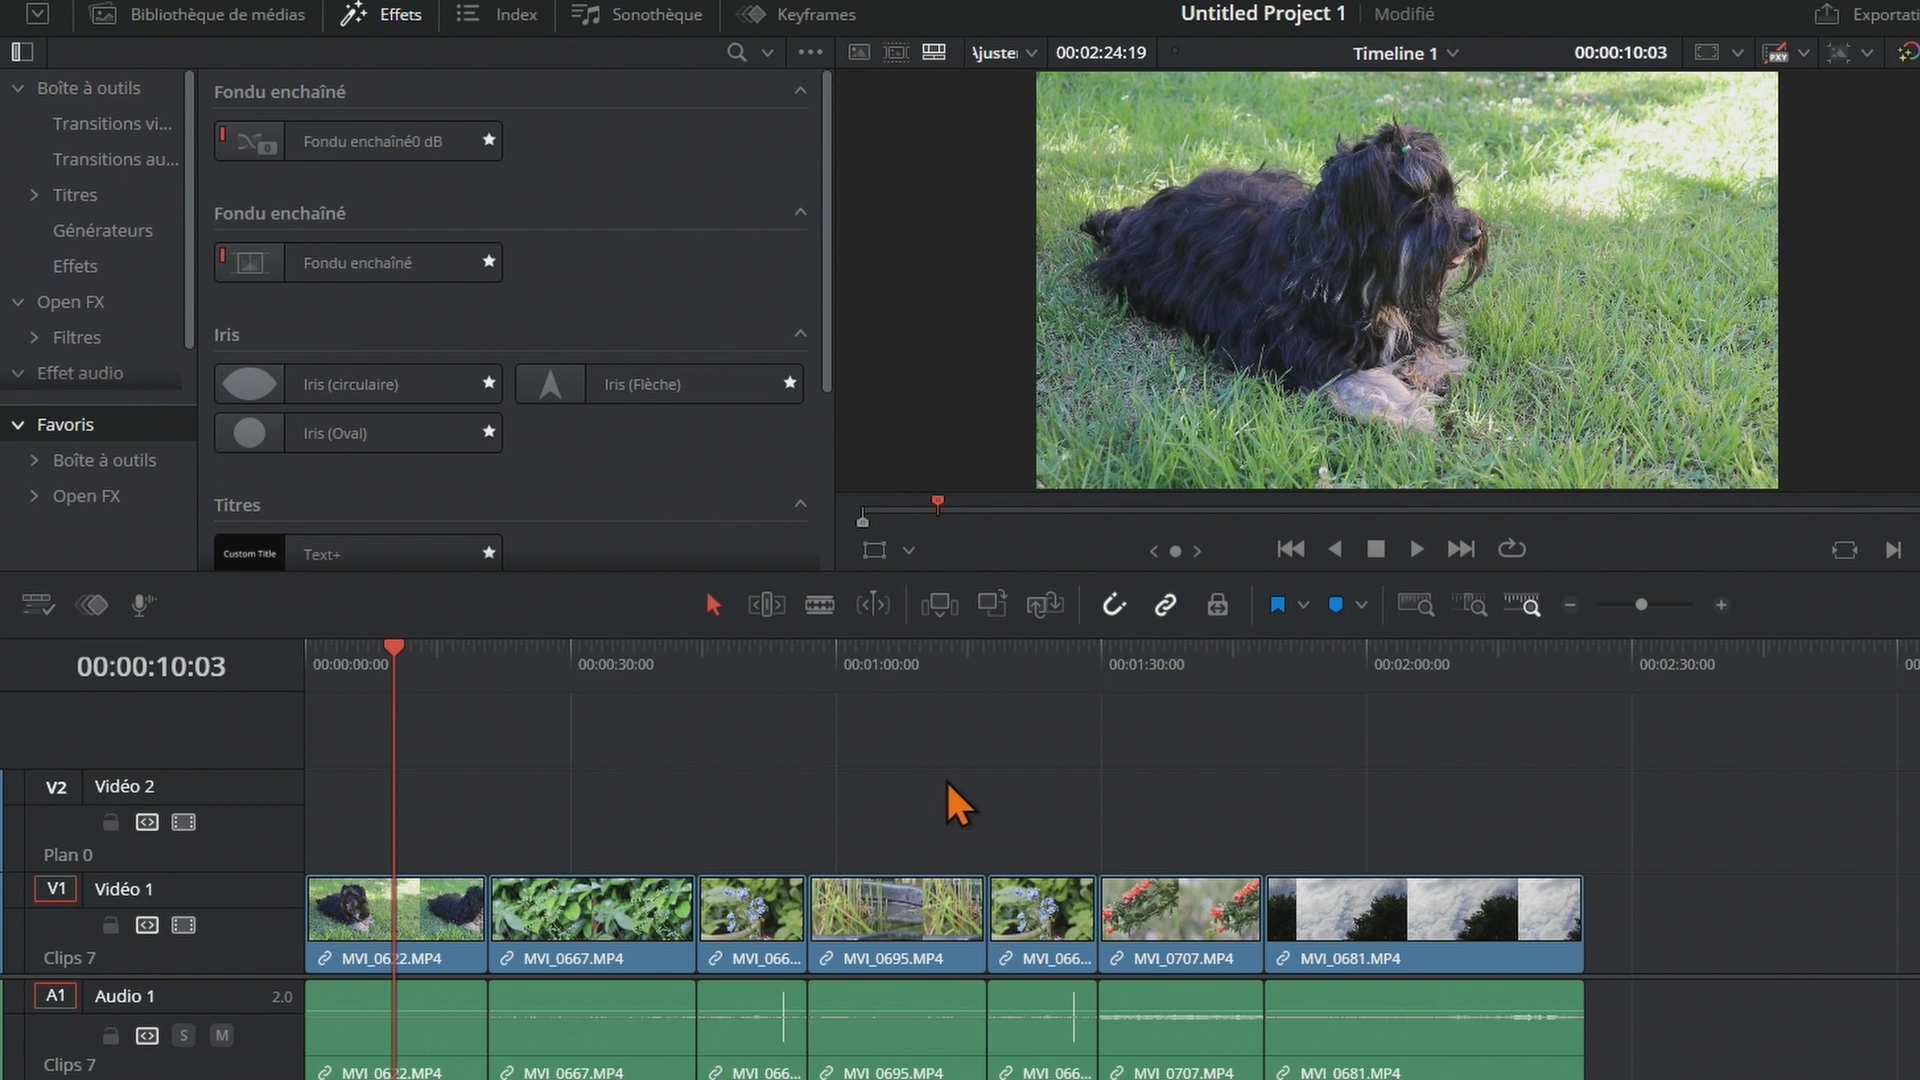 Bibliothèque de médias Effets Index Sonothèque Keyframes Untitled Project 1 Modifié
00:02:24:19 Timeline 1 00:00:10:03 PXY
Boîte à outils
Transitions vi...
Transitions au...
Titres
Générateurs
Effets
Open FX
Filtres
Effet audio
Favoris
Boîte à outils
Open FX
Fondu enchaîné
Fondu enchaîné0 dB
Fondu enchaîné
Fondu enchaîné
Iris
Iris (circulaire) Iris (Flèche)
Iris (Oval)
Titres
Custom Title Text+
00:00:10:03
00:00:00:00 00:00:30:00 00:01:00:00 00:01:30:00 00:02:00:00 00:02:30:00 00
V2 Vidéo 2
Plan 0
V1 Vidéo 1
Clips 7
MVI_0622.MP4 MVI_0667.MP4 MVI_066... MVI_0695.MP4 MVI_066... MVI_0707.MP4 MVI_0681.MP4
A1 Audio 1 2.0
S M
Clips 7
MVI_0622.MP4 MVI_0667.MP4 MVI_066... MVI_0695.MP4 MVI_066... MVI_0707.MP4 MVI_0681.MP4